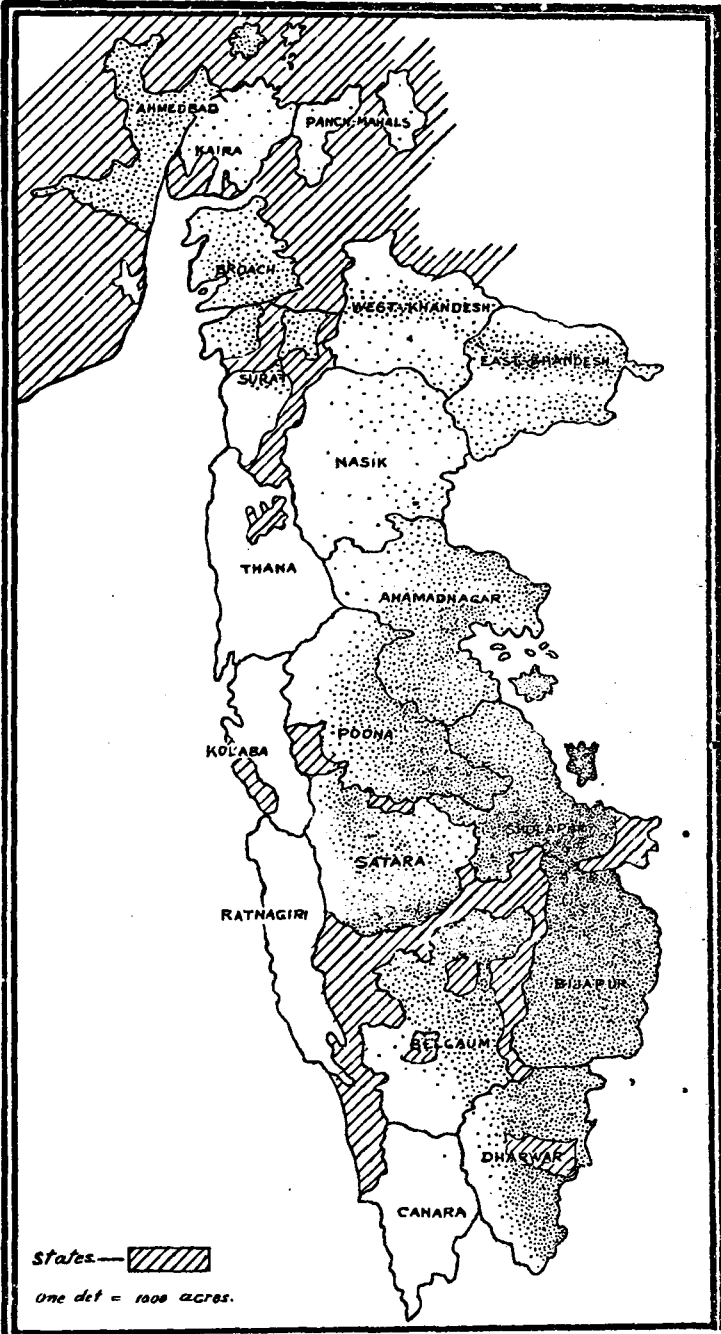 AHMEDBAD
PANCH-MAHALS
KAIRA
BROACH
WEST-KHANDESH
EAST-KHANDESH
SURAT
NASIK
THANA
AHAMADNAGAR
POONA
KOLABA
SHOLAPUR
SATARA
RATNAGIRI
BIJAPUR
BELGAUM
DHARWAR
CANARA
States—
one dot = 1000 acres.